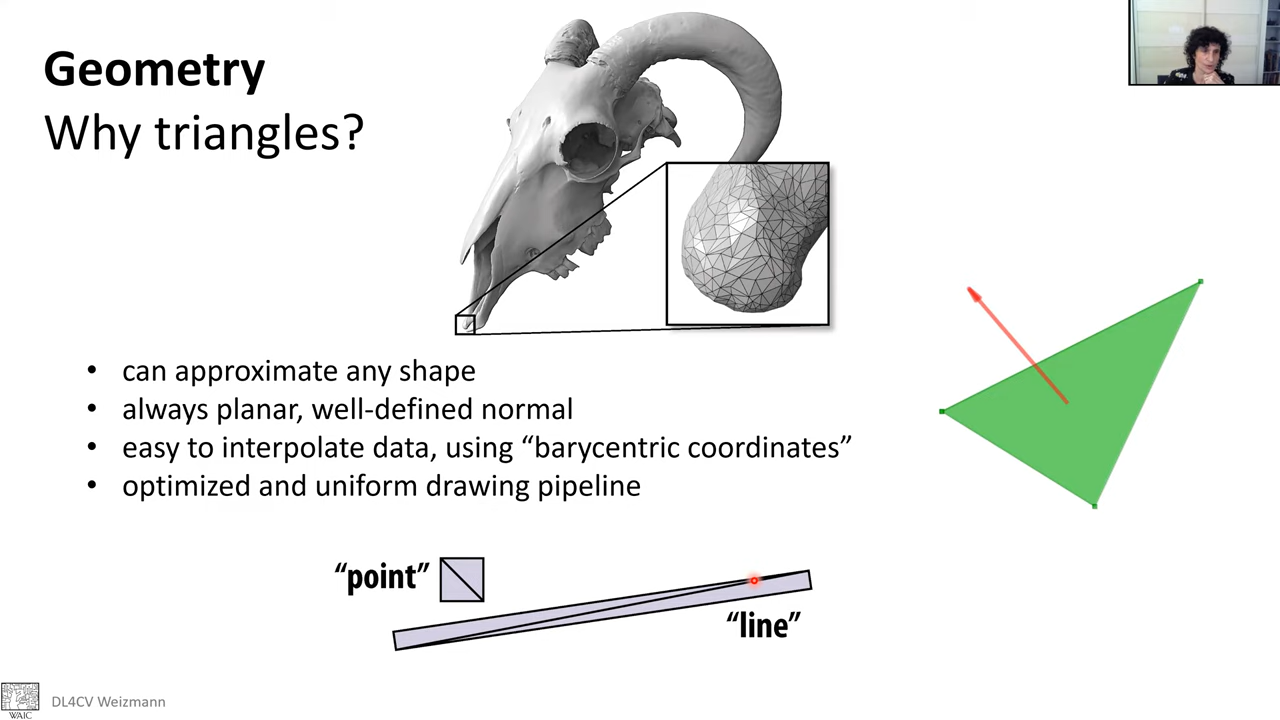 Geometry
Why triangles?
• can approximate any shape
• always planar, well-defined normal
• easy to interpolate data, using “barycentric coordinates”
• optimized and uniform drawing pipeline
“point”
“line”
WAIC
DL4CV Weizmann